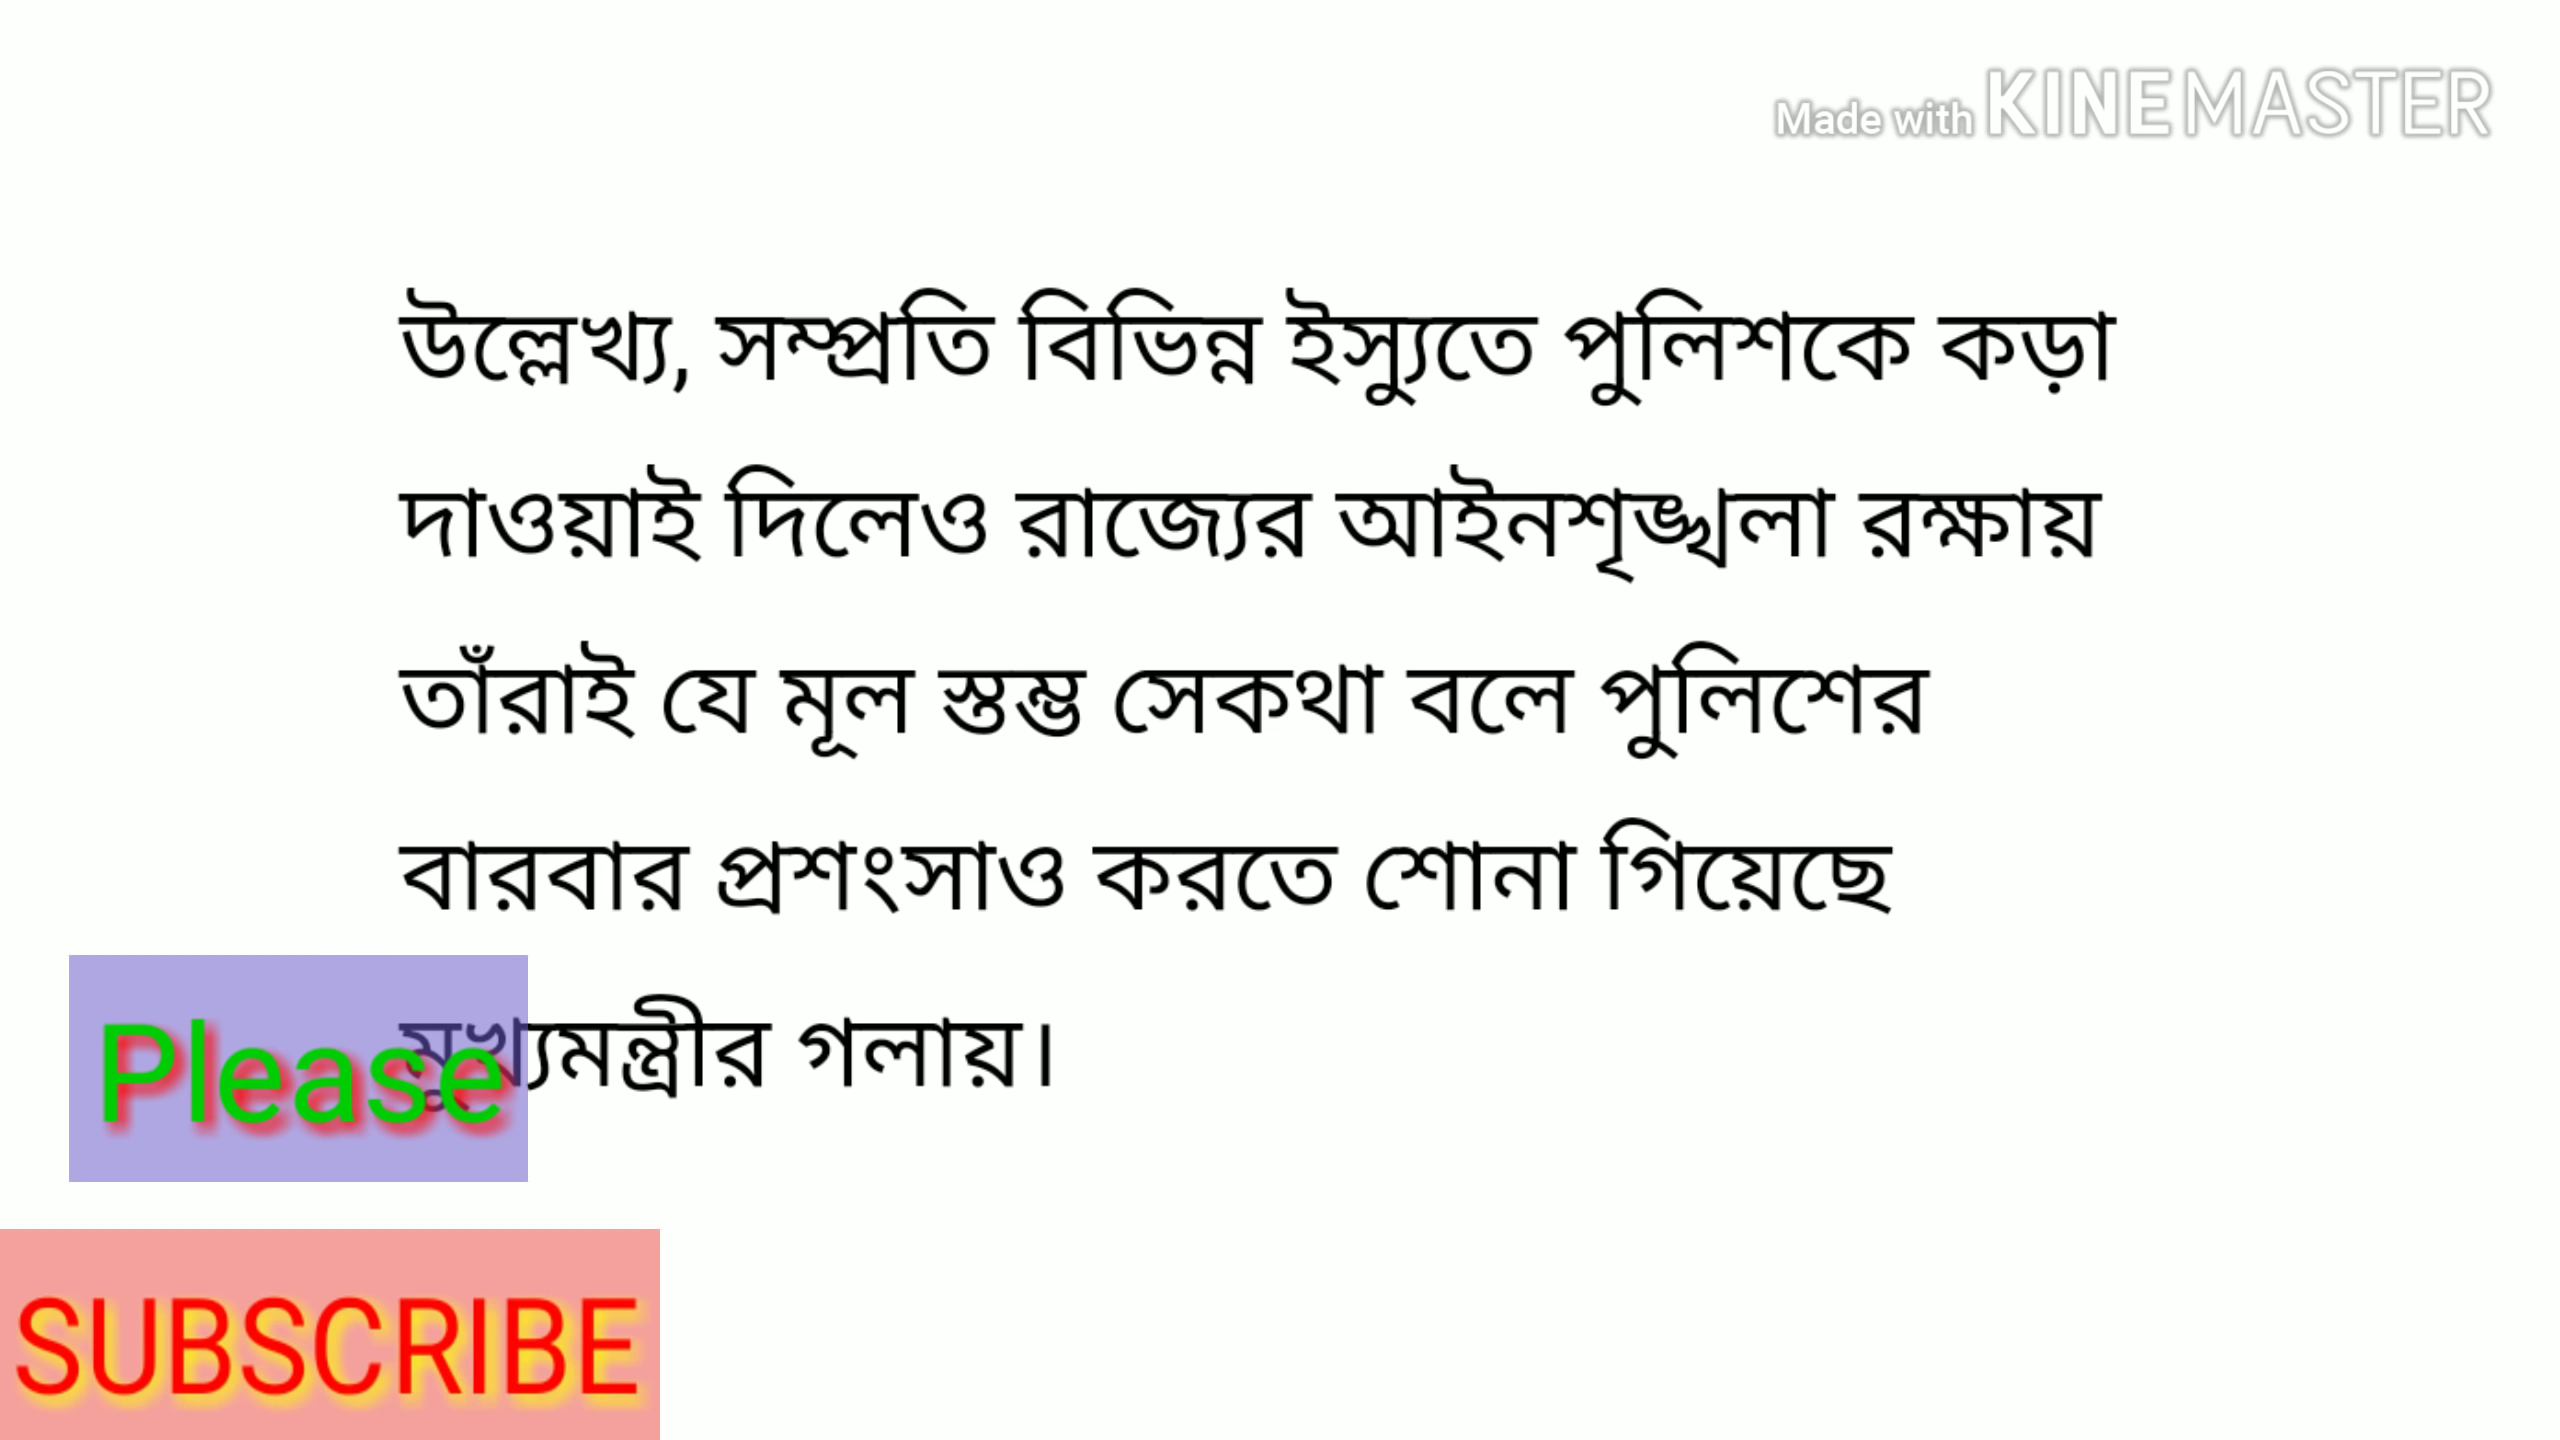 Made with KINEMASTER
উল্লেখ্য, সম্প্রতি বিভিন্ন ইস্যুতে পুলিশকে কড়া
দাওয়াই দিলেও রাজ্যের আইনশৃঙ্খলা রক্ষায়
তাঁরাই যে মূল স্তম্ভ সেকথা বলে পুলিশের
বারবার প্রশংসাও করতে শোনা গিয়েছে
মুখ্যমন্ত্রীর গলায়।
Please
SUBSCRIBE